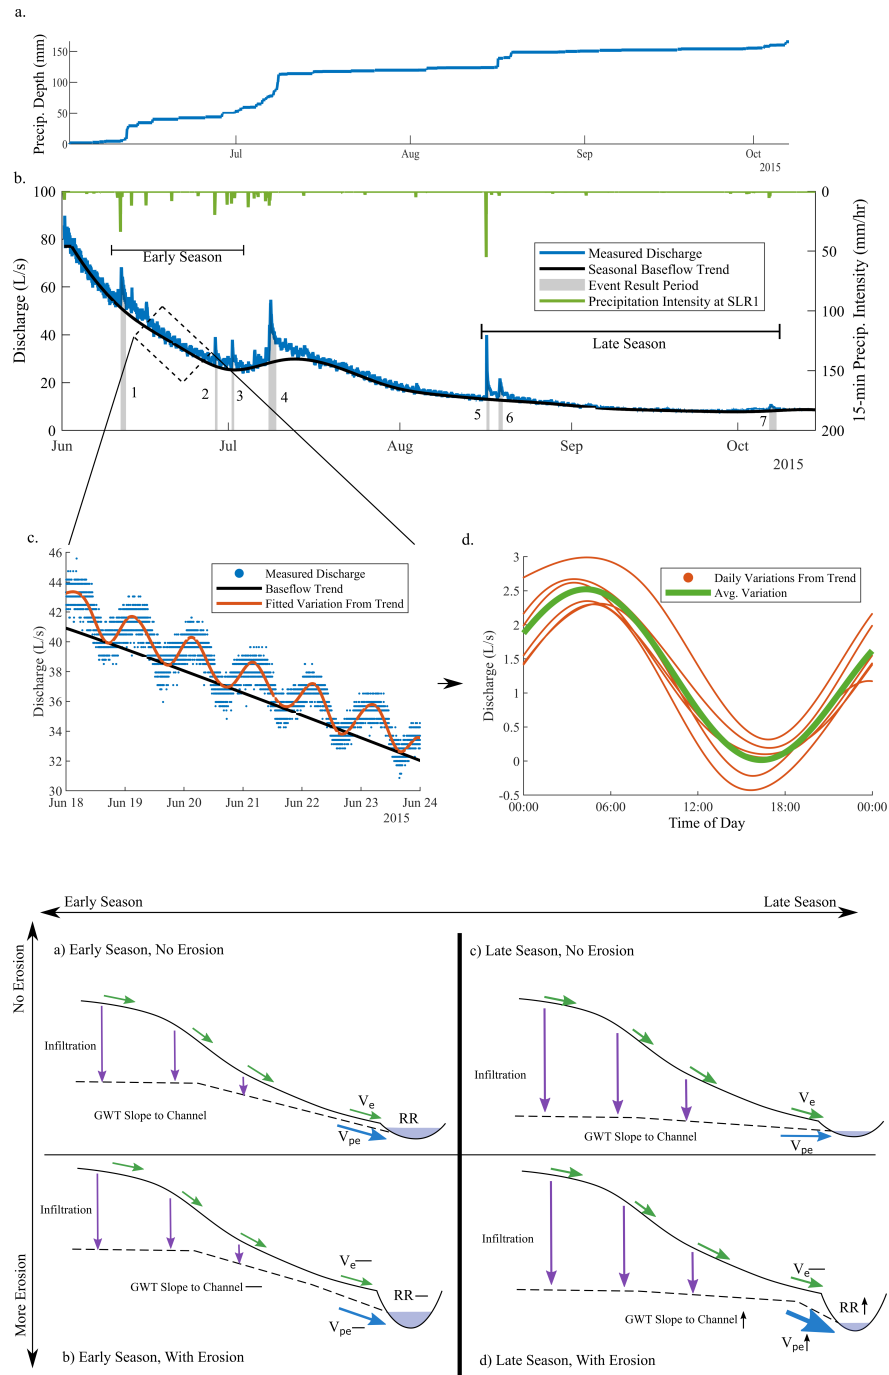 a.
Precip. Depth (mm)
150
100
50
0
Jul
Aug
Sep
Oct
2015
b.
Discharge (L/s)
100
80
60
40
20
0
0
50
100
150
200
15-min Precip. Intensity (mm/hr)
Early Season
Measured Discharge
Seasonal Baseflow Trend
Event Result Period
Precipitation Intensity at SLR1
Late Season
1
2
3
4
5
6
7
Jun
Jul
Aug
Sep
Oct
2015
c.
Discharge (L/s)
46
44
42
40
38
36
34
32
30
Measured Discharge
Baseflow Trend
Fitted Variation From Trend
Jun 18
Jun 19
Jun 20
Jun 21
Jun 22
Jun 23
Jun 24
2015
d.
Discharge (L/s)
3
2.5
2
1.5
1
0.5
0
-0.5
Daily Variations From Trend
Avg. Variation
00:00
06:00
12:00
18:00
00:00
Time of Day
Early Season
Late Season
No Erosion
More Erosion
a) Early Season, No Erosion
Infiltration
GWT Slope to Channel
Ve
Vpe
RR
c) Late Season, No Erosion
Infiltration
GWT Slope to Channel
Ve
Vpe
RR
Infiltration
GWT Slope to Channel —
Ve—
Vpe—
RR—
b) Early Season, With Erosion
Infiltration
GWT Slope to Channel ↑
Ve—
Vpe↑
RR↑
d) Late Season, With Erosion